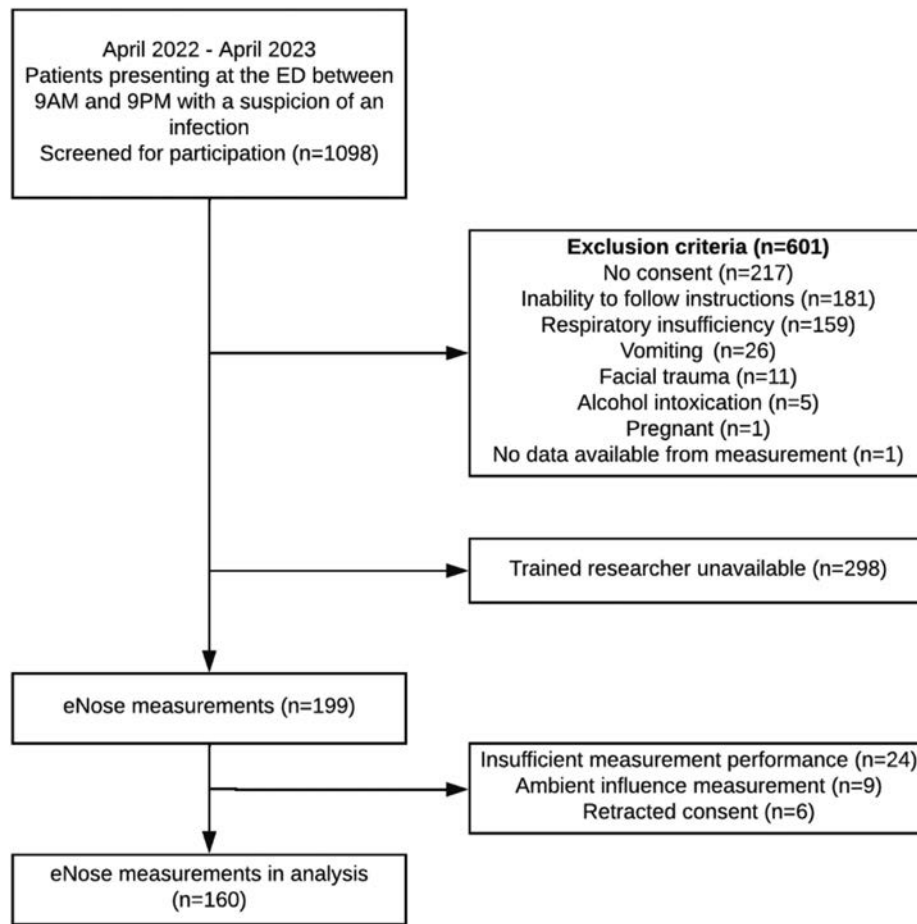 April 2022 - April 2023
Patients presenting at the ED between
9AM and 9PM with a suspicion of an
infection
Screened for participation (n=1098)
Exclusion criteria (n=601)
No consent (n=217)
Inability to follow instructions (n=181)
Respiratory insufficiency (n=159)
Vomiting (n=26)
Facial trauma (n=11)
Alcohol intoxication (n=5)
Pregnant (n=1)
No data available from measurement (n=1)
Trained researcher unavailable (n=298)
eNose measurements (n=199)
Insufficient measurement performance (n=24)
Ambient influence measurement (n=9)
Retracted consent (n=6)
eNose measurements in analysis
(n=160)